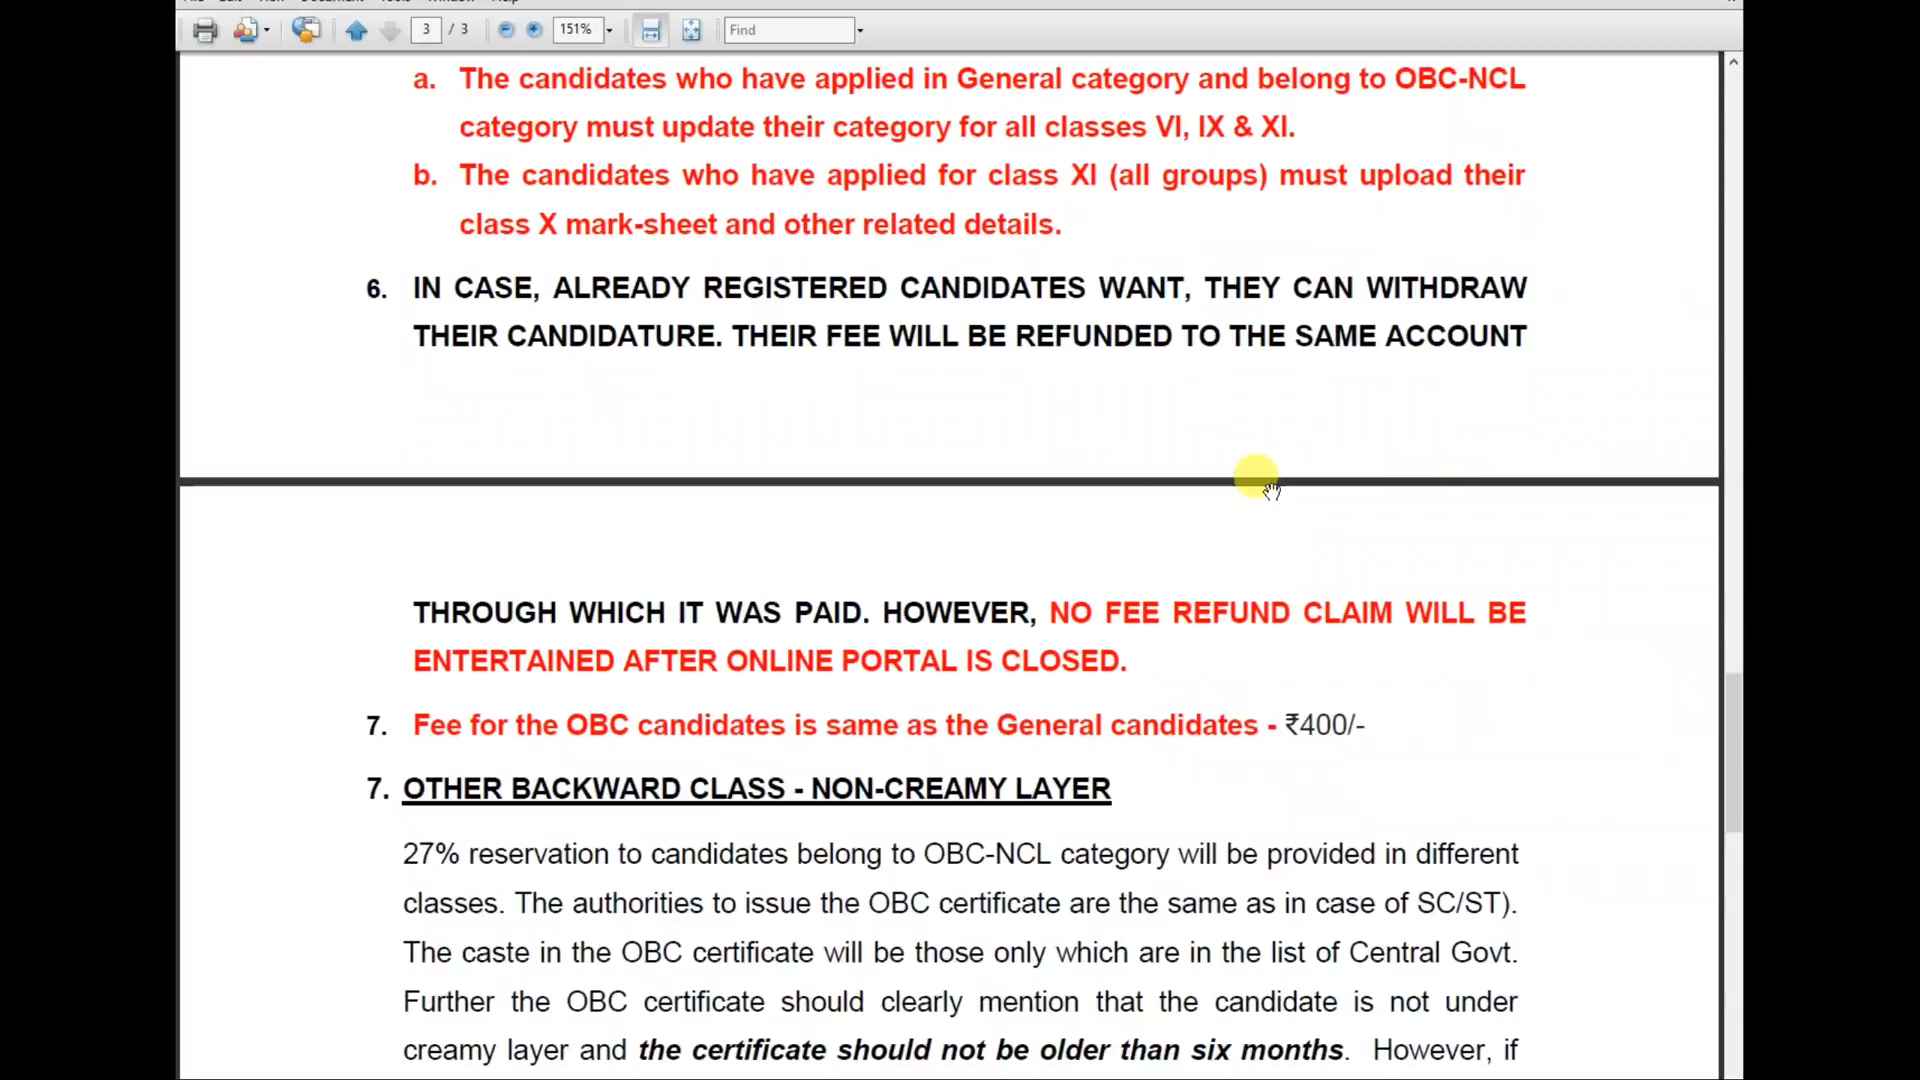 3 / 3 151% Find
a. The candidates who have applied in General category and belong to OBC-NCL
category must update their category for all classes VI, IX & XI.
b. The candidates who have applied for class XI (all groups) must upload their
class X mark-sheet and other related details.
6. IN CASE, ALREADY REGISTERED CANDIDATES WANT, THEY CAN WITHDRAW
THEIR CANDIDATURE. THEIR FEE WILL BE REFUNDED TO THE SAME ACCOUNT
THROUGH WHICH IT WAS PAID. HOWEVER, NO FEE REFUND CLAIM WILL BE
ENTERTAINED AFTER ONLINE PORTAL IS CLOSED.
7. Fee for the OBC candidates is same as the General candidates - ₹400/-
7. OTHER BACKWARD CLASS - NON-CREAMY LAYER
27% reservation to candidates belong to OBC-NCL category will be provided in different
classes. The authorities to issue the OBC certificate are the same as in case of SC/ST).
The caste in the OBC certificate will be those only which are in the list of Central Govt.
Further the OBC certificate should clearly mention that the candidate is not under
creamy layer and the certificate should not be older than six months. However, if